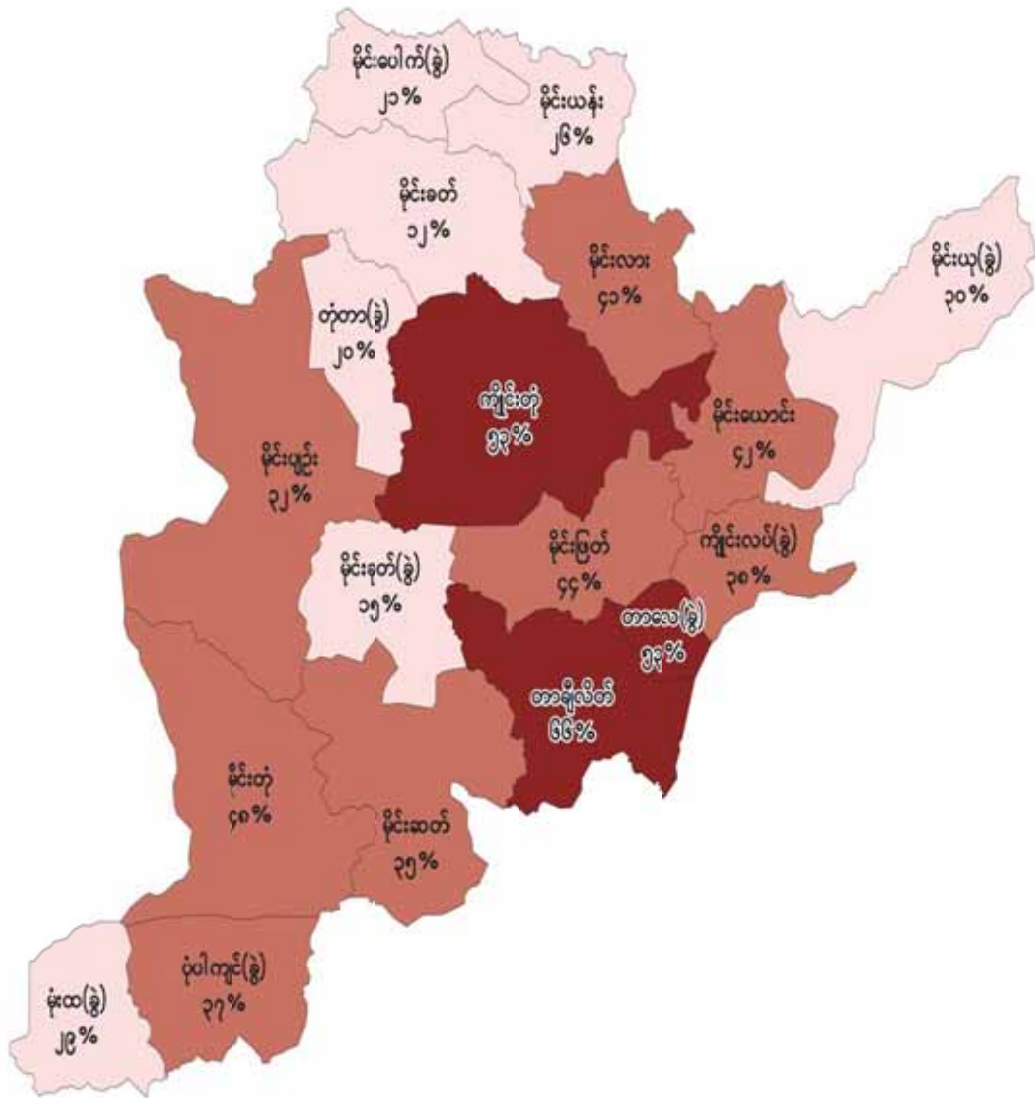 မိုင်းပေါက်(ခွဲ)
၂၁%
မိုင်းယန်း
၂၆%
မိုင်းခတ်
၁၂%
မိုင်းလား
၄၁%
မိုင်းယု(ခွဲ)
၃၀%
တုံတာ(ခွဲ)
၂၀%
ကျိုင်းတုံ
၅၃%
မိုင်းယောင်း
၄၂%
မိုင်းပျဉ်း
၃၂%
မိုင်းခုတ်(ခွဲ)
၁၅%
မိုင်းဖြတ်
၄၄%
ကျိုင်းလပ်(ခွဲ)
၃၈%
တာလေ(ခွဲ)
၅၃%
တာချီလိတ်
၆၆%
မိုင်းတုံ
၄၈%
မိုင်းဆတ်
၃၅%
ပုံပါကျင်(ခွဲ)
၃၇%
မုံးထ(ခွဲ)
၂၉%